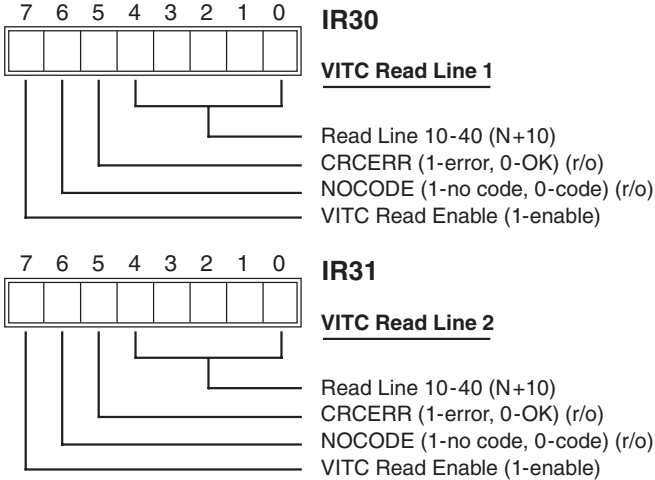 7 6 5 4 3 2 1 0
IR30
VITC Read Line 1
Read Line 10-40 (N+10)
CRCERR (1-error, 0-OK) (r/o)
NOCODE (1-no code, 0-code) (r/o)
VITC Read Enable (1-enable)
7 6 5 4 3 2 1 0
IR31
VITC Read Line 2
Read Line 10-40 (N+10)
CRCERR (1-error, 0-OK) (r/o)
NOCODE (1-no code, 0-code) (r/o)
VITC Read Enable (1-enable)